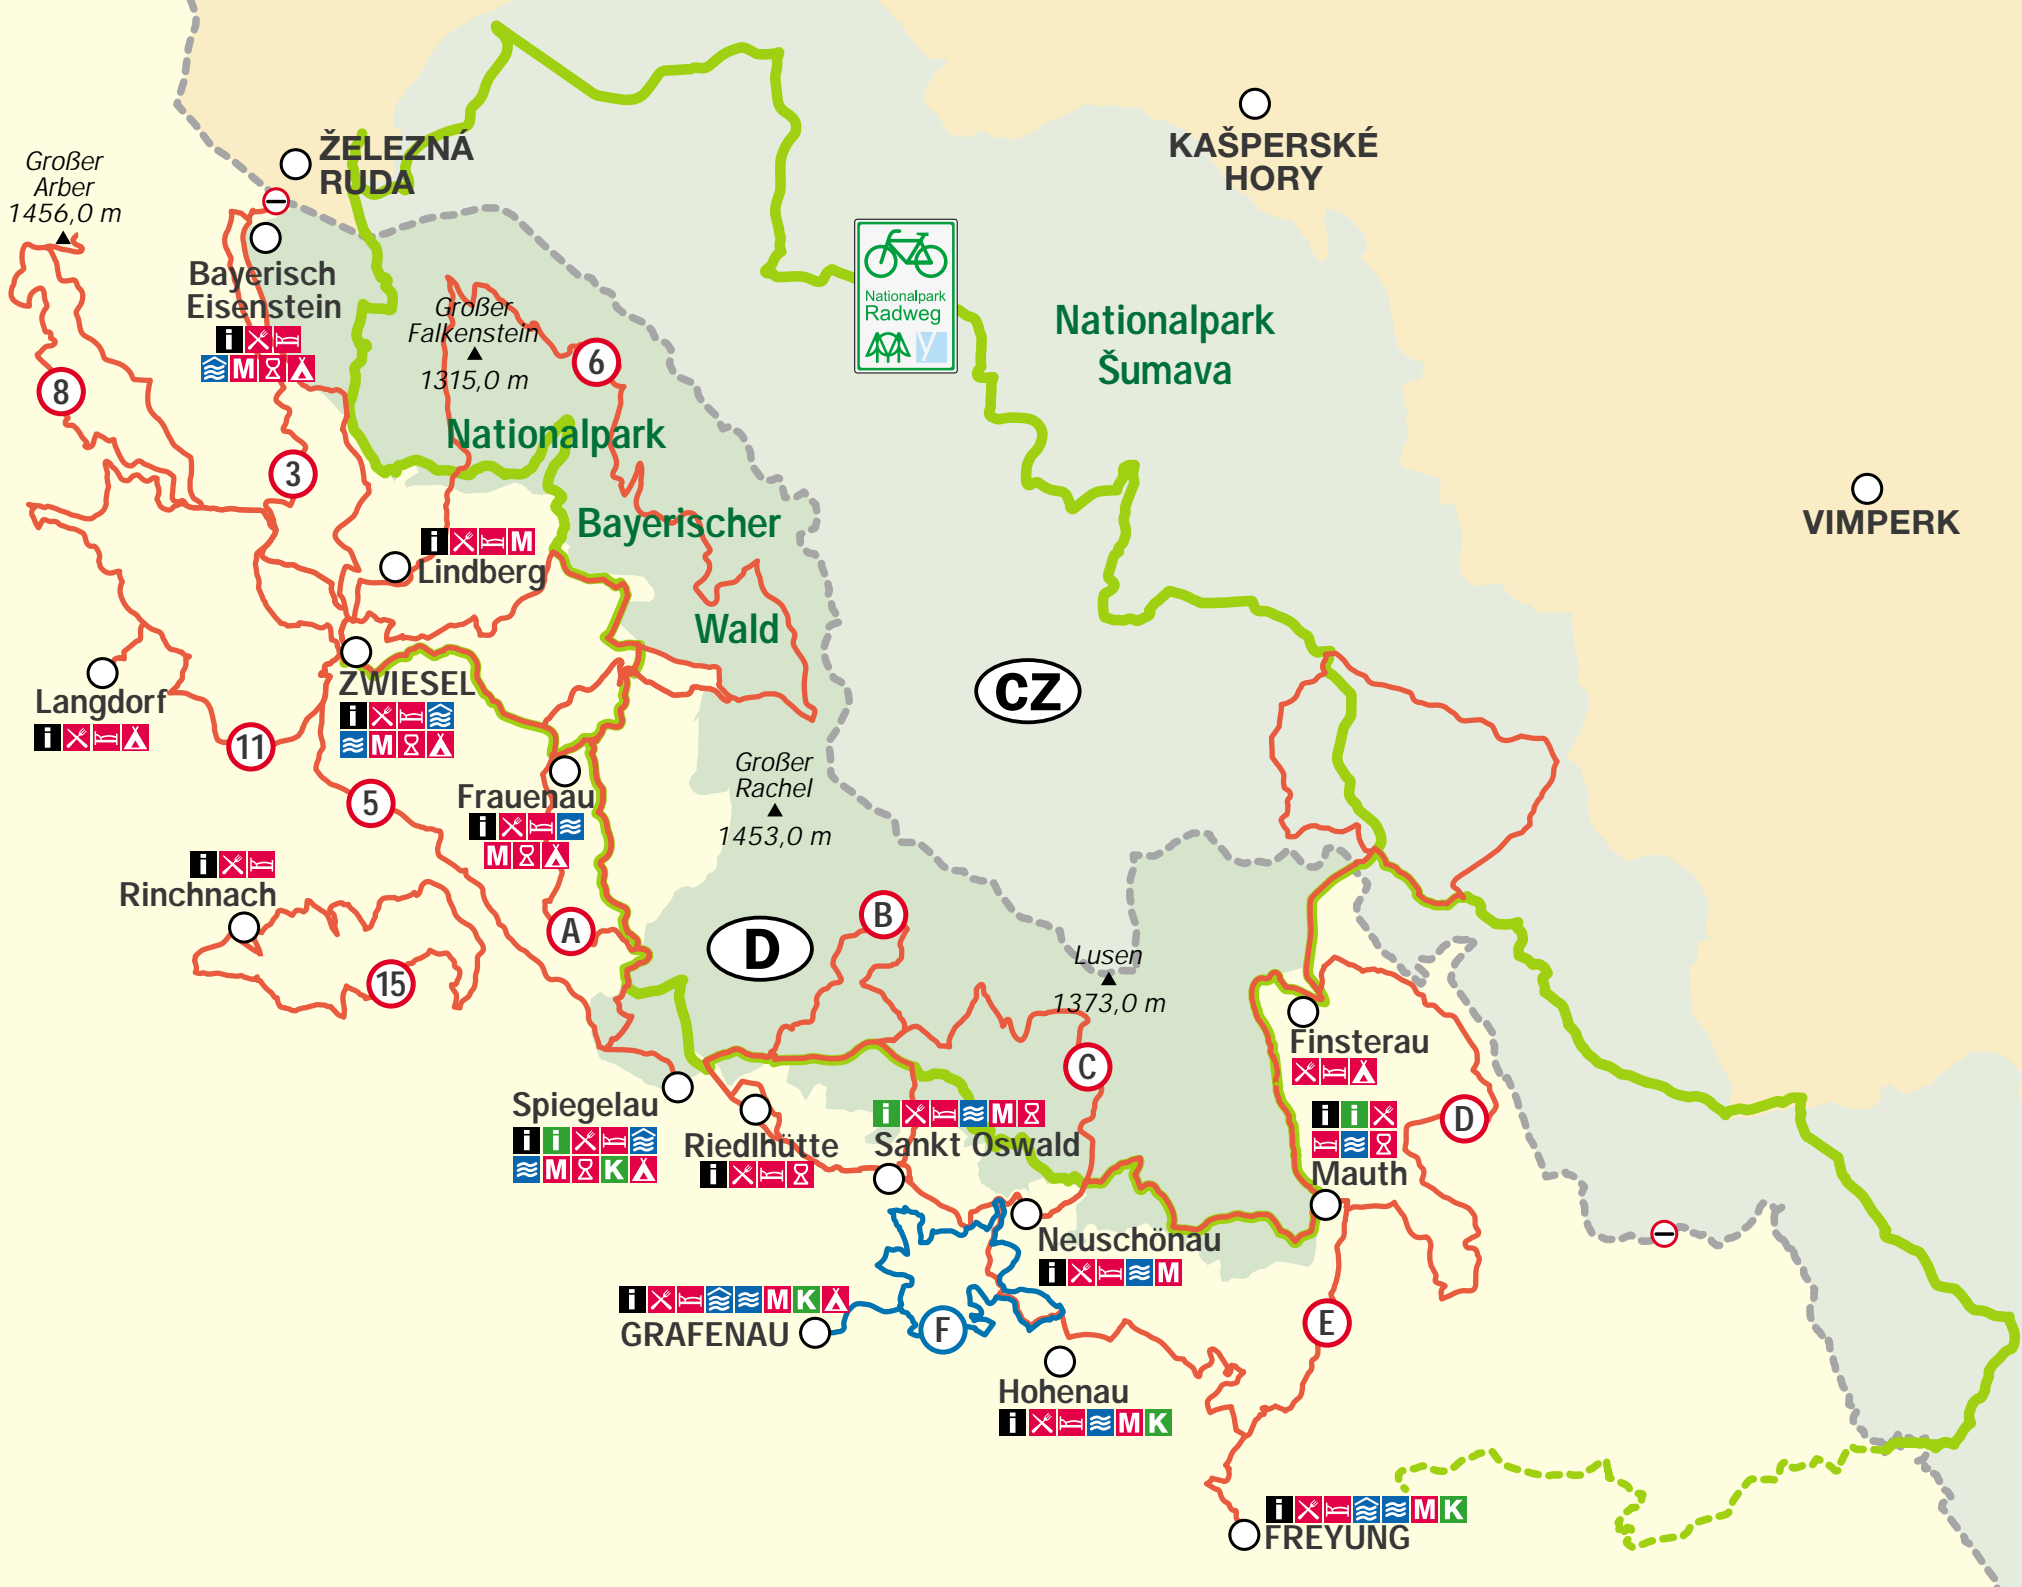 ŽELEZNÁ
RUDA
KAŠPERSKÉ
HORY
Großer
Arber
1456,0 m
Bayerisch
Eisenstein
i
M
Nationalpark
Radweg
y
Nationalpark
Šumava
Großer
Falkenstein
1315,0 m
6
8
3
Nationalpark
Bayerischer
Wald
VIMPERK
i M
Lindberg
Langdorf
i
ZWIESEL
i
M
CZ
11
5
Großer
Rachel
1453,0 m
Frauenau
i
M
i
Rinchnach
15
A
B
D
Lusen
1373,0 m
C
Finsterau
D
Spiegelau
i i
M K
Riedlhütte
i
i M
Sankt Oswald
i i
Mauth
Neuschönau
i M
i M K
GRAFENAU
F
E
Hohenau
i M K
i M K
FREYUNG